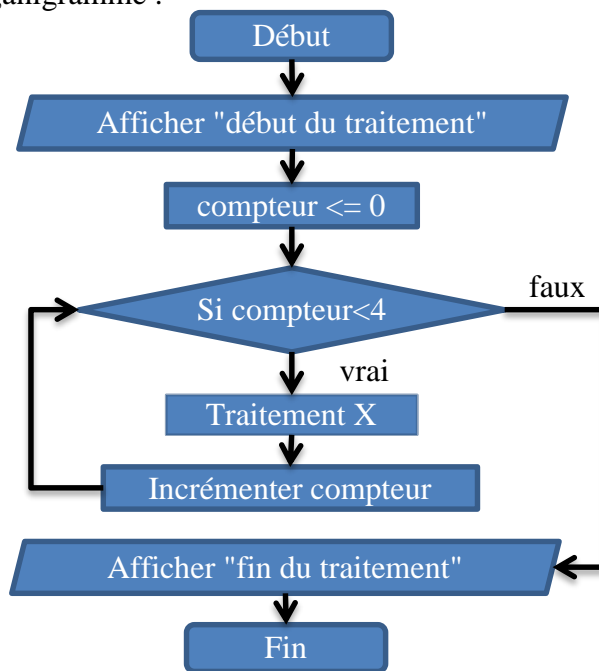 Début
Afficher "début du traitement"
compteur <= 0
Si compteur<4
faux
vrai
Traitement X
Incrémenter compteur
Afficher "fin du traitement"
Fin